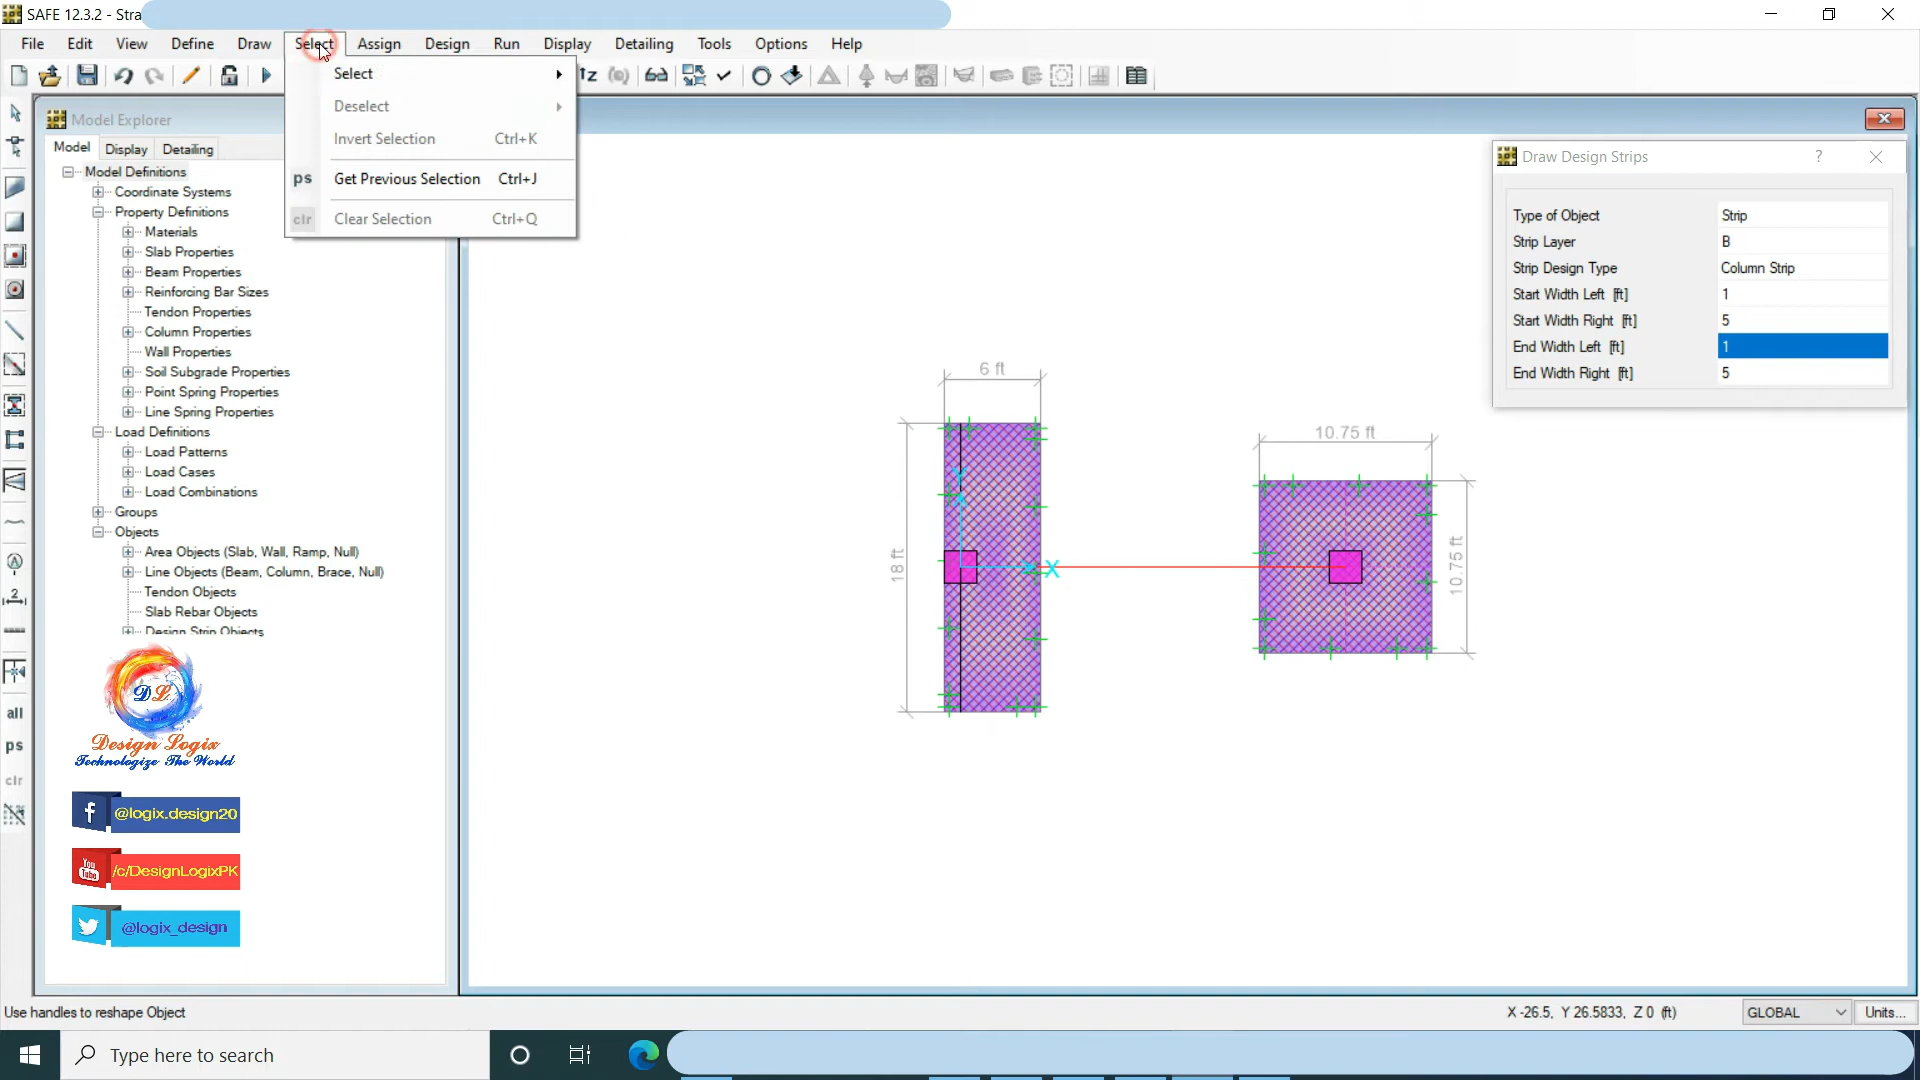 SAFE 12.3.2 - Stra
File Edit View Define Draw Select Assign Design Run Display Detailing Tools Options Help
Select
Deselect
Invert Selection Ctrl+K
ps Get Previous Selection Ctrl+J
clr Clear Selection Ctrl+Q
Model Explorer
Model Display Detailing
Model Definitions
Coordinate Systems
Property Definitions
Materials
Slab Properties
Beam Properties
Reinforcing Bar Sizes
Tendon Properties
Column Properties
Wall Properties
Soil Subgrade Properties
Point Spring Properties
Line Spring Properties
Load Definitions
Load Patterns
Load Cases
Load Combinations
Groups
Objects
Area Objects (Slab, Wall, Ramp, Null)
Line Objects (Beam, Column, Brace, Null)
Tendon Objects
Slab Rebar Objects
Design Strip Objects
all
ps
clr
DL
Design Logix
Technologize The World
f @logix.design20
You Tube /c/DesignLogixPK
@logix_design
6 ft
18 ft
Y
X
10.75 ft
10.75 ft
Draw Design Strips ?
Type of Object Strip
Strip Layer B
Strip Design Type Column Strip
Start Width Left [ft] 1
Start Width Right [ft] 5
End Width Left [ft] 1
End Width Right [ft] 5
Use handles to reshape Object
X -26.5, Y 26.5833, Z 0 (ft)
GLOBAL
Units...
Type here to search